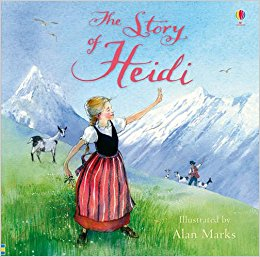 The Story
of
Heidi
Illustrated by
Alan Marks